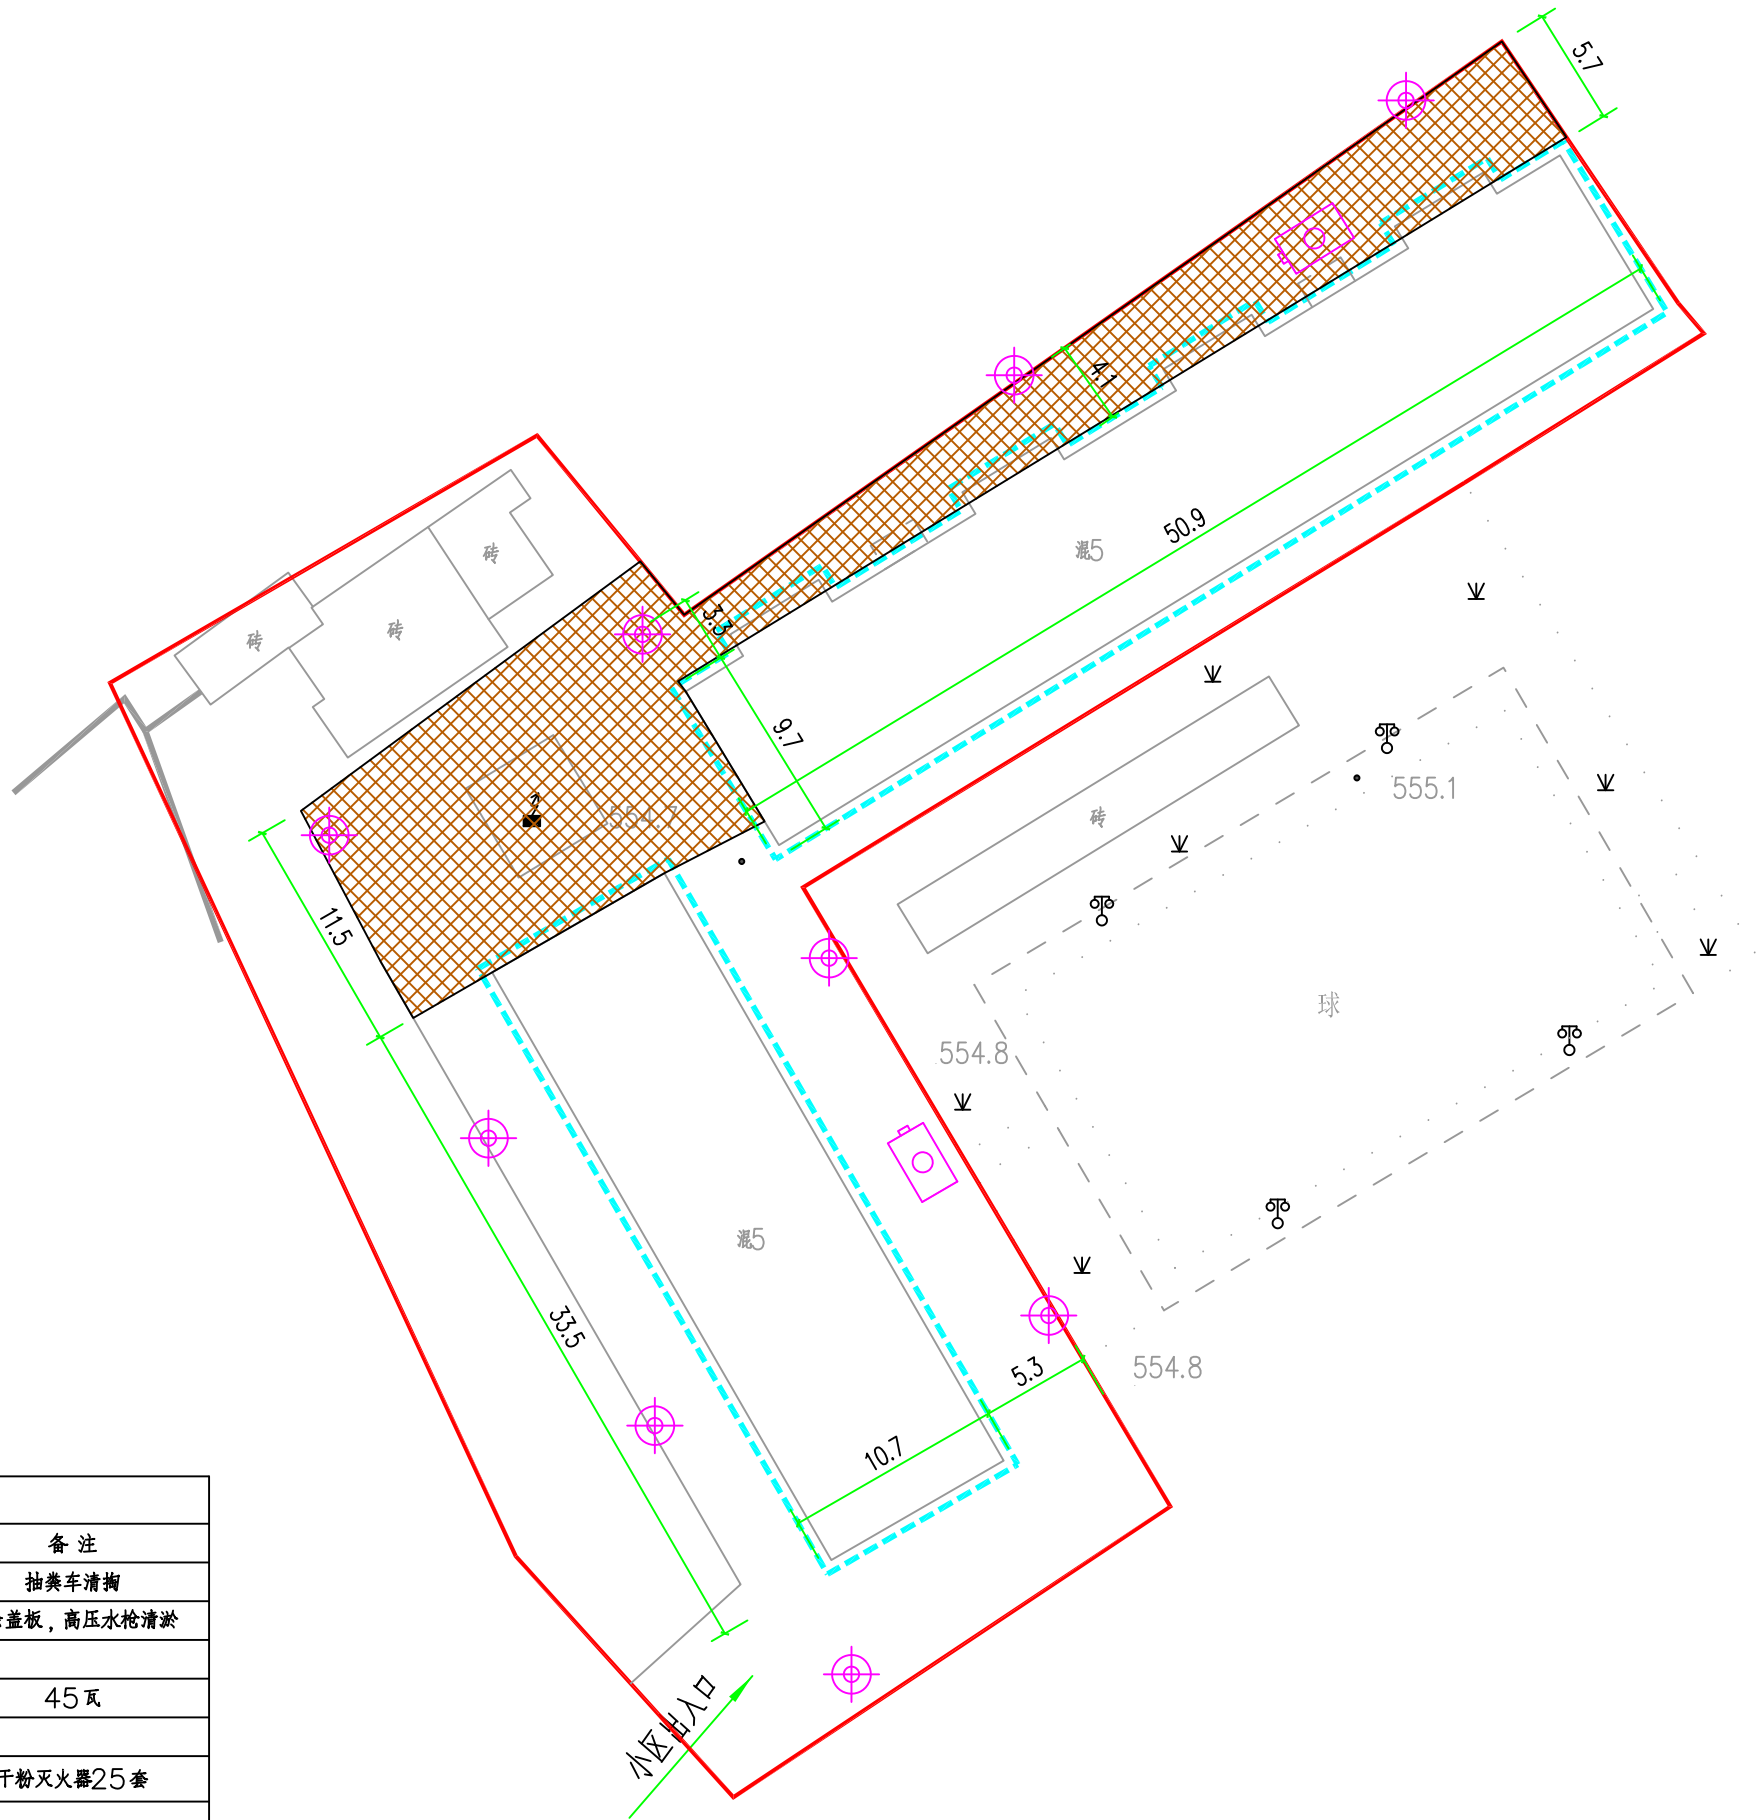 5.7
4.1
50.9
混5
砖
砖
砖
3.5
9.7
554.7
砖
555.1
11.5
球
554.8
33.5
混5
5.3
554.8
10.7
小区出入口
备注
抽粪车清掏
盖板，高压水枪清淤
45瓦
干粉灭火器25套